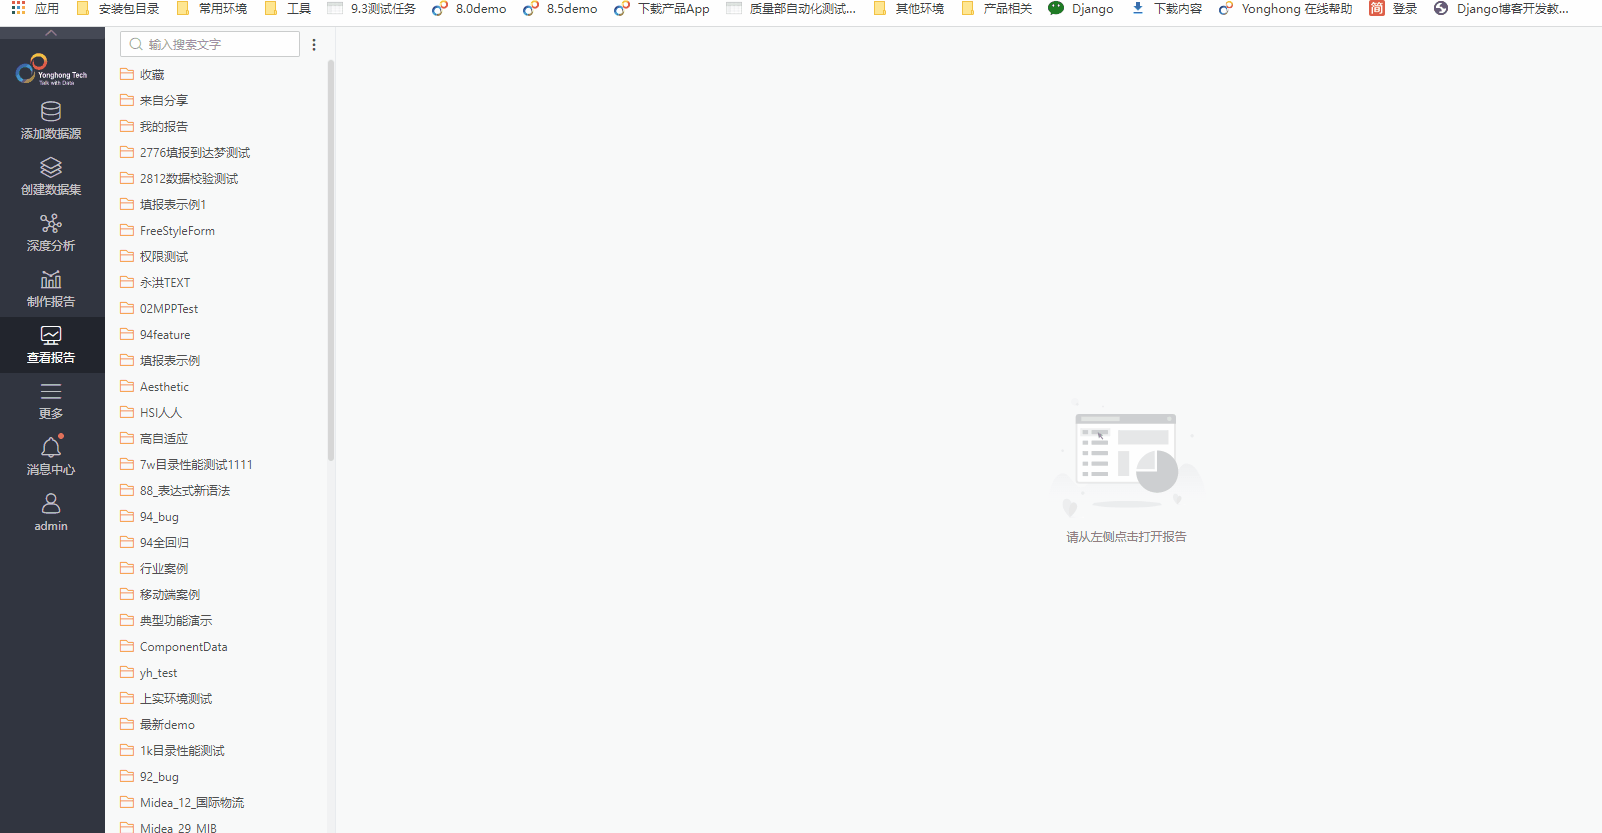 应用 安装包目录 常用环境 工具 9.3测试任务 8.0demo 8.5demo 下载产品App 质量部自动化测试... 其他环境 产品相关 Django 下载内容 Yonghong 在线帮助 简 登录 Django博客开发教...
Yonghong Tech
Talk with Data
添加数据源
创建数据集
深度分析
制作报告
查看报告
更多
消息中心
admin
输入搜索文字
收藏
来自分享
我的报告
2776填报到达梦测试
2812数据校验测试
填报表示例1
FreeStyleForm
权限测试
永洪TEXT
02MPPTest
94feature
填报表示例
Aesthetic
HSI人人
高自适应
7w目录性能测试1111
88_表达式新语法
94_bug
94全回归
行业案例
移动端案例
典型功能演示
ComponentData
yh_test
上实环境测试
最新demo
1k目录性能测试
92_bug
Midea_12_国际物流
Midea_29_MIB
请从左侧点击打开报告